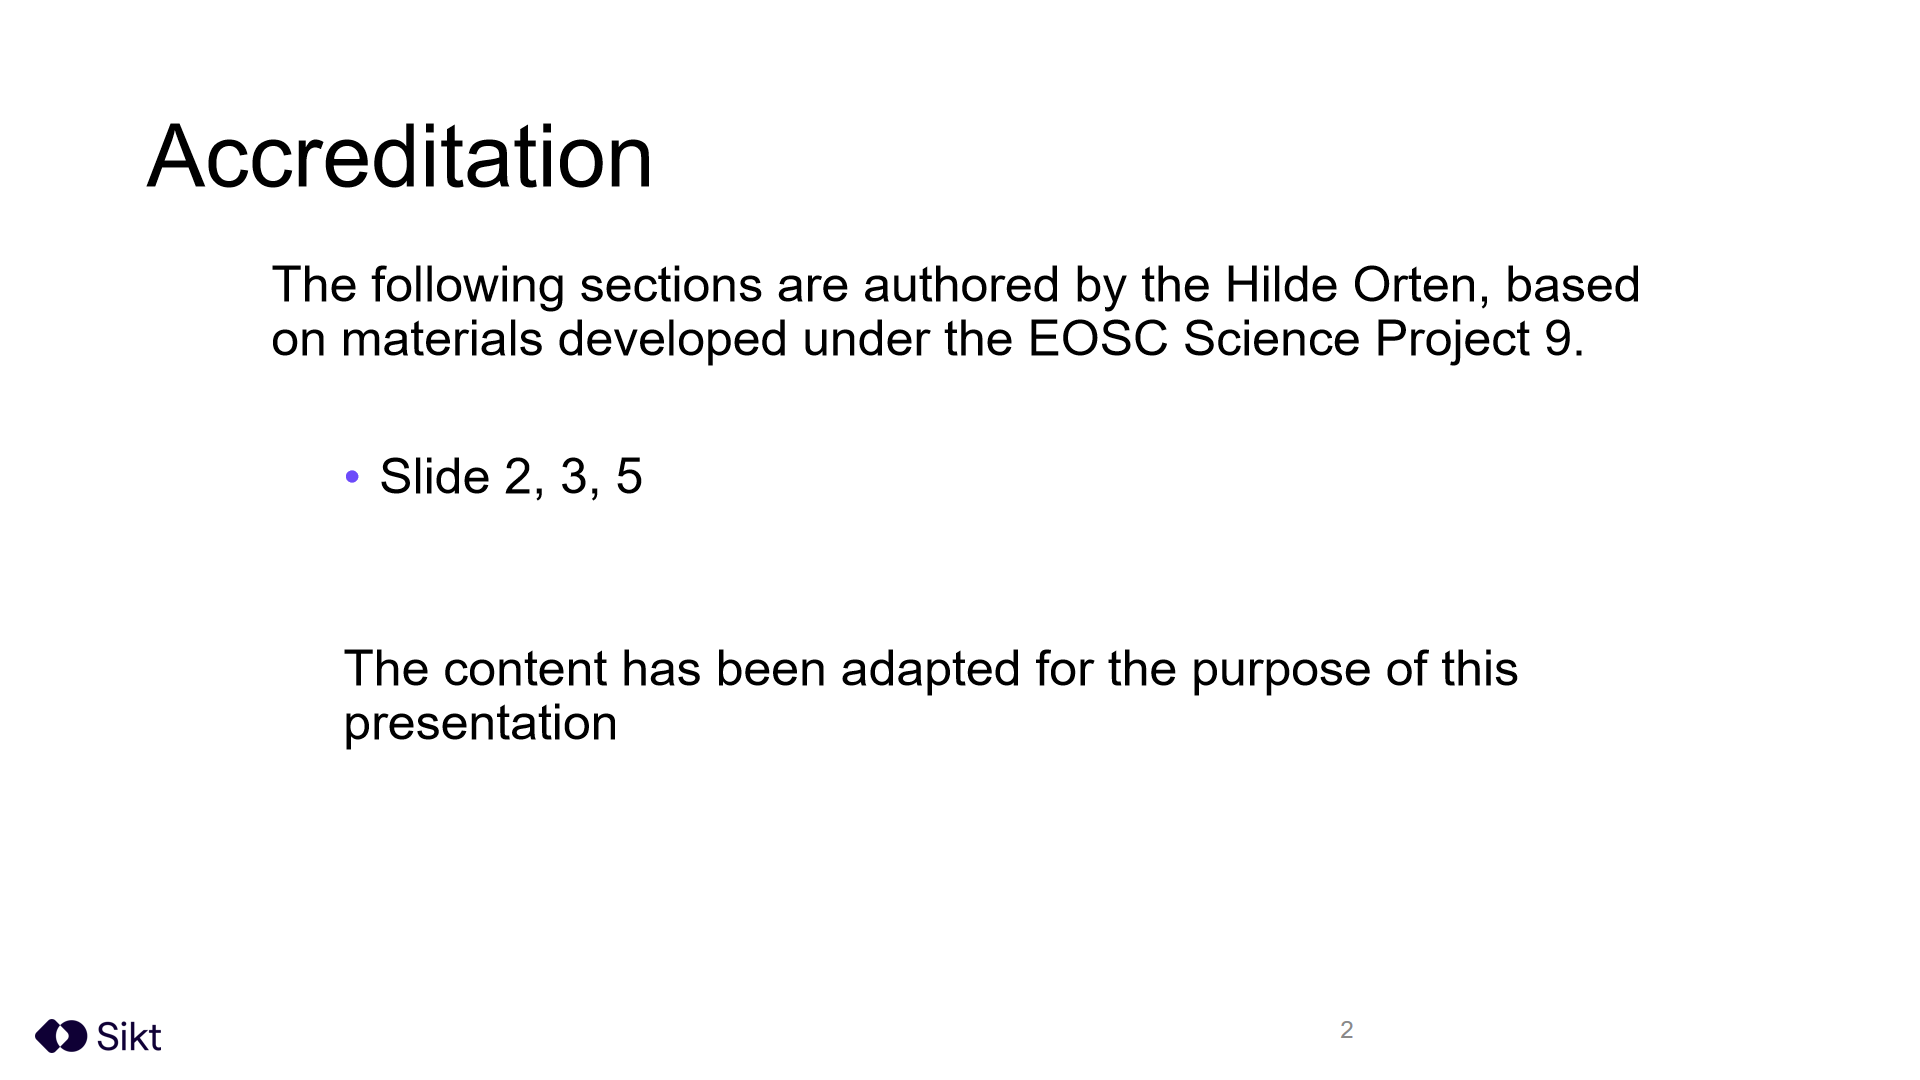 Accreditation
The following sections are authored by the Hilde Orten, based
on materials developed under the EOSC Science Project 9.
• Slide 2, 3, 5
The content has been adapted for the purpose of this
presentation
Sikt
2